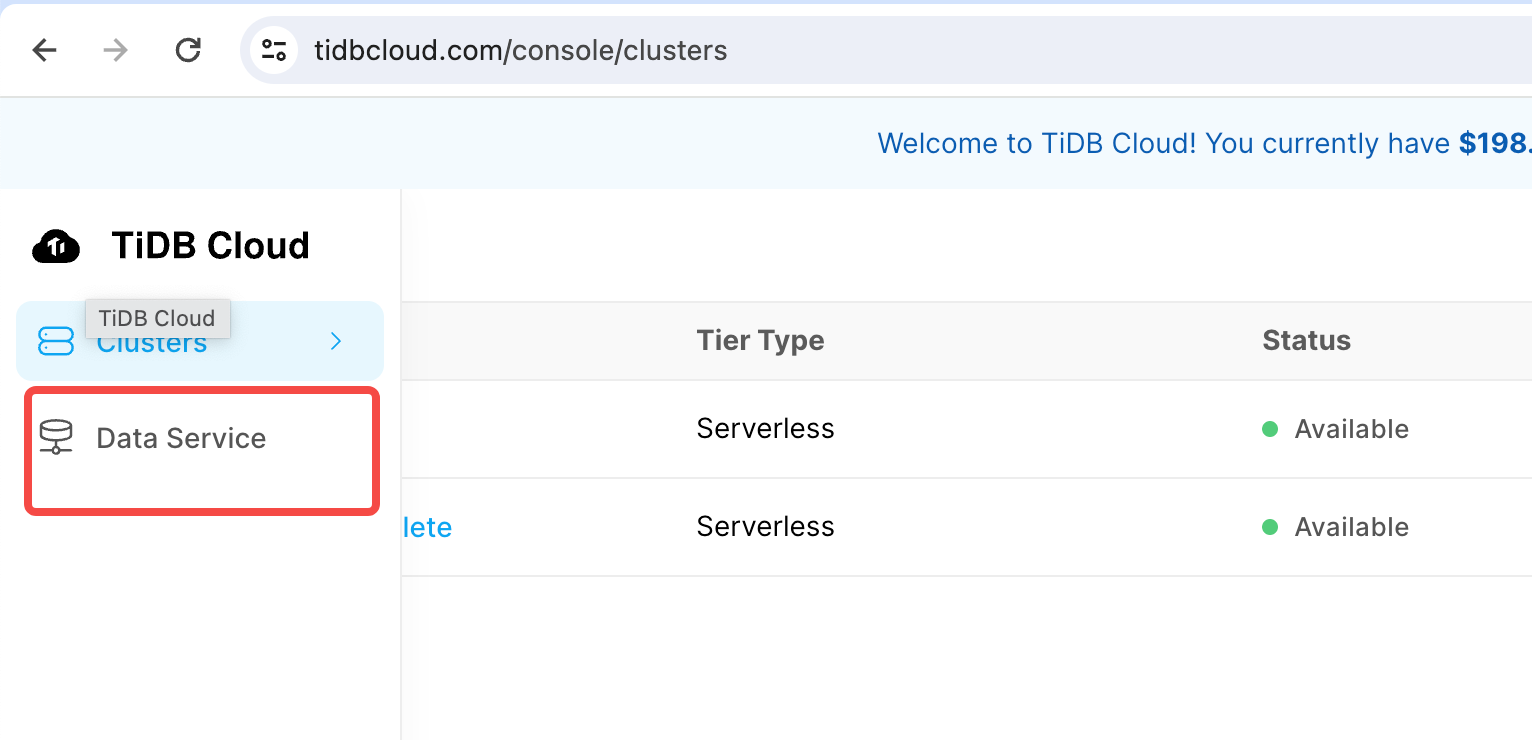 tidbcloud.com/console/clusters
Welcome to TiDB Cloud! You currently have $198.
TiDB Cloud
TiDB Cloud
Clusters
Tier Type
Status
Data Service
Serverless
Available
lete
Serverless
Available